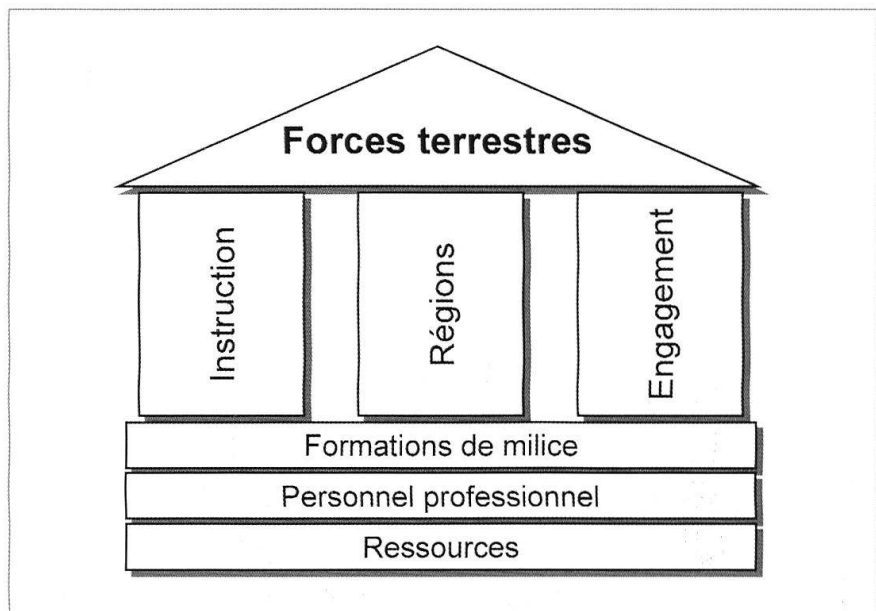 Forces terrestres
Instruction
Régions
Engagement
Formations de milice
Personnel professionnel
Ressources